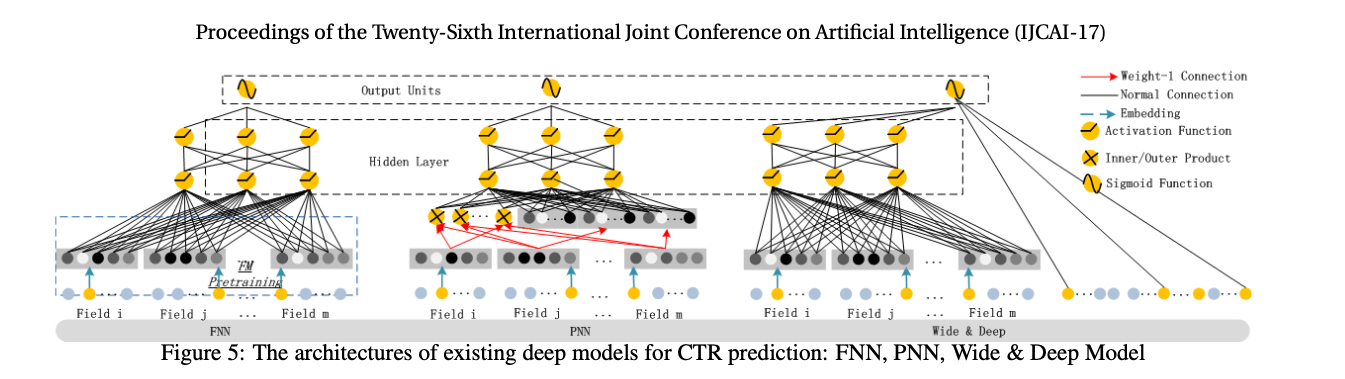 Proceedings of the Twenty-Sixth International Joint Conference on Artificial Intelligence (IJCAI-17)
Output Units
Hidden Layer
Weight-1 Connection
Normal Connection
Embedding
Activation Function
Inner/Outer Product
Sigmoid Function
FM
Pretraining
Field i
Field j
...
Field m
Field i
Field j
...
Field m
Field i
Field j
...
Field m
FNN
PNN
Wide & Deep
Figure 5: The architectures of existing deep models for CTR prediction: FNN, PNN, Wide & Deep Model